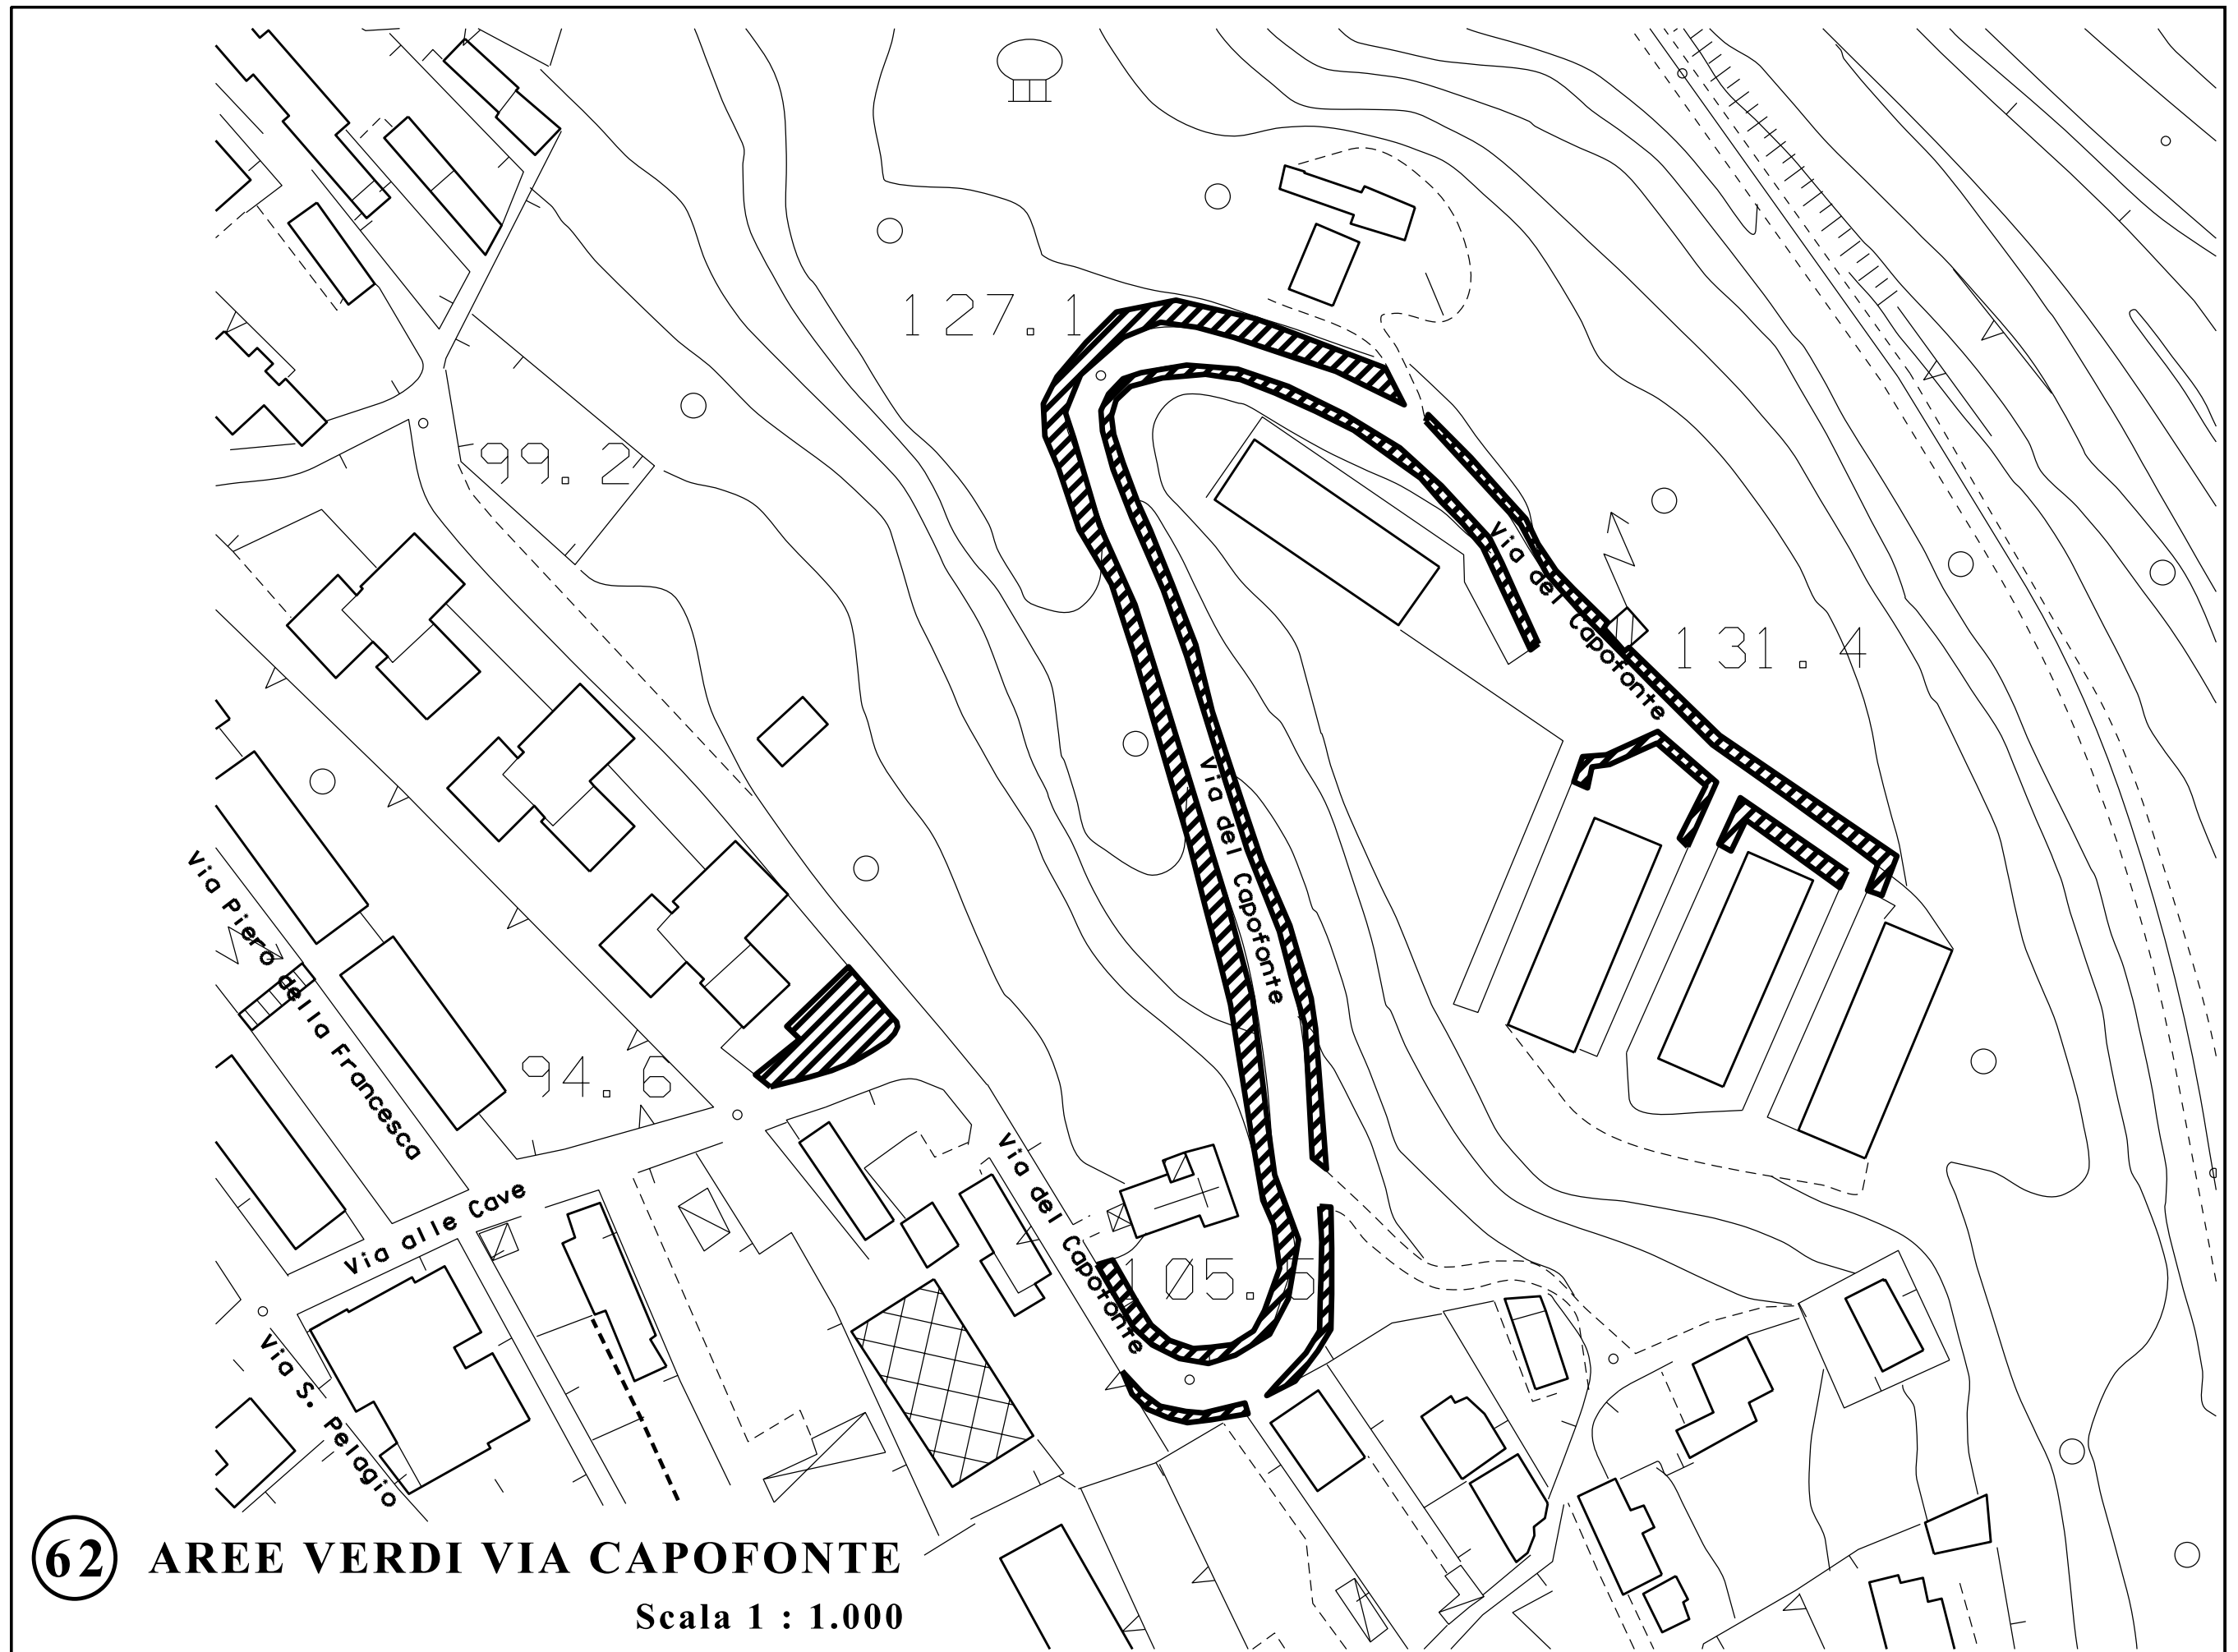 127.1
99.2
Via del Capofonte
131.4
Via del Capofonte
Via Piero della Francesca
94.6
Via del Capofonte
Via alle Cave
105.5
Via S. Pelagio
62 AREE VERDI VIA CAPOFONTE
Scala 1 : 1.000